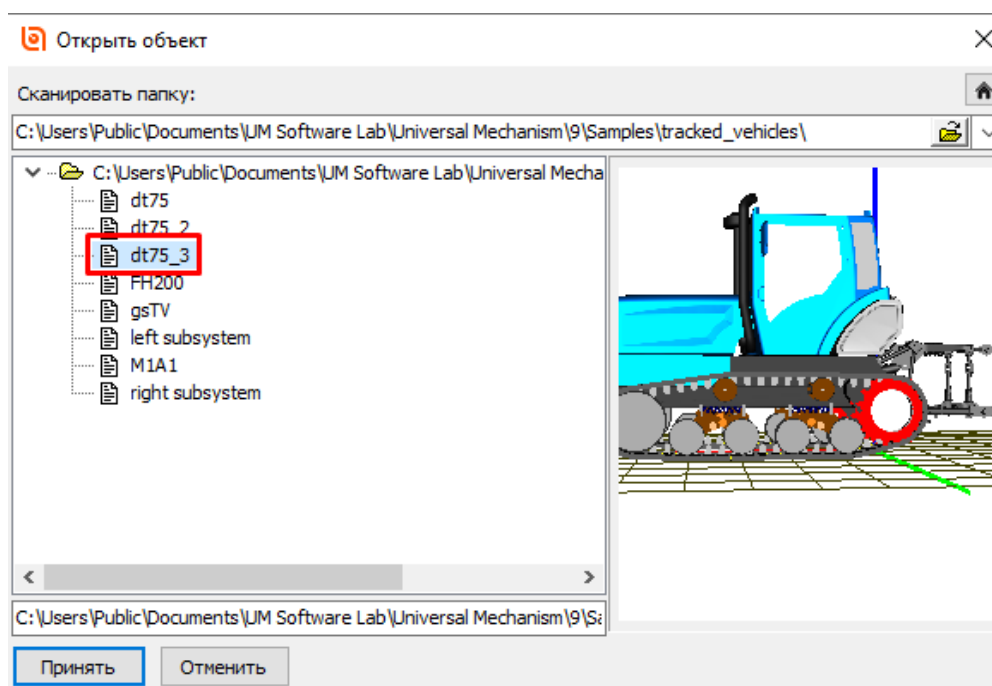 Открыть объект
Сканировать папку:
C:\Users\Public\Documents\UM Software Lab\Universal Mechanism\9\Samples\tracked_vehicles\
C:\Users\Public\Documents\UM Software Lab\Universal Mecha
dt75
dt75_2
dt75_3
FH200
gsTV
left subsystem
M1A1
right subsystem
C:\Users\Public\Documents\UM Software Lab\Universal Mechanism\9\Sa
Принять Отменить